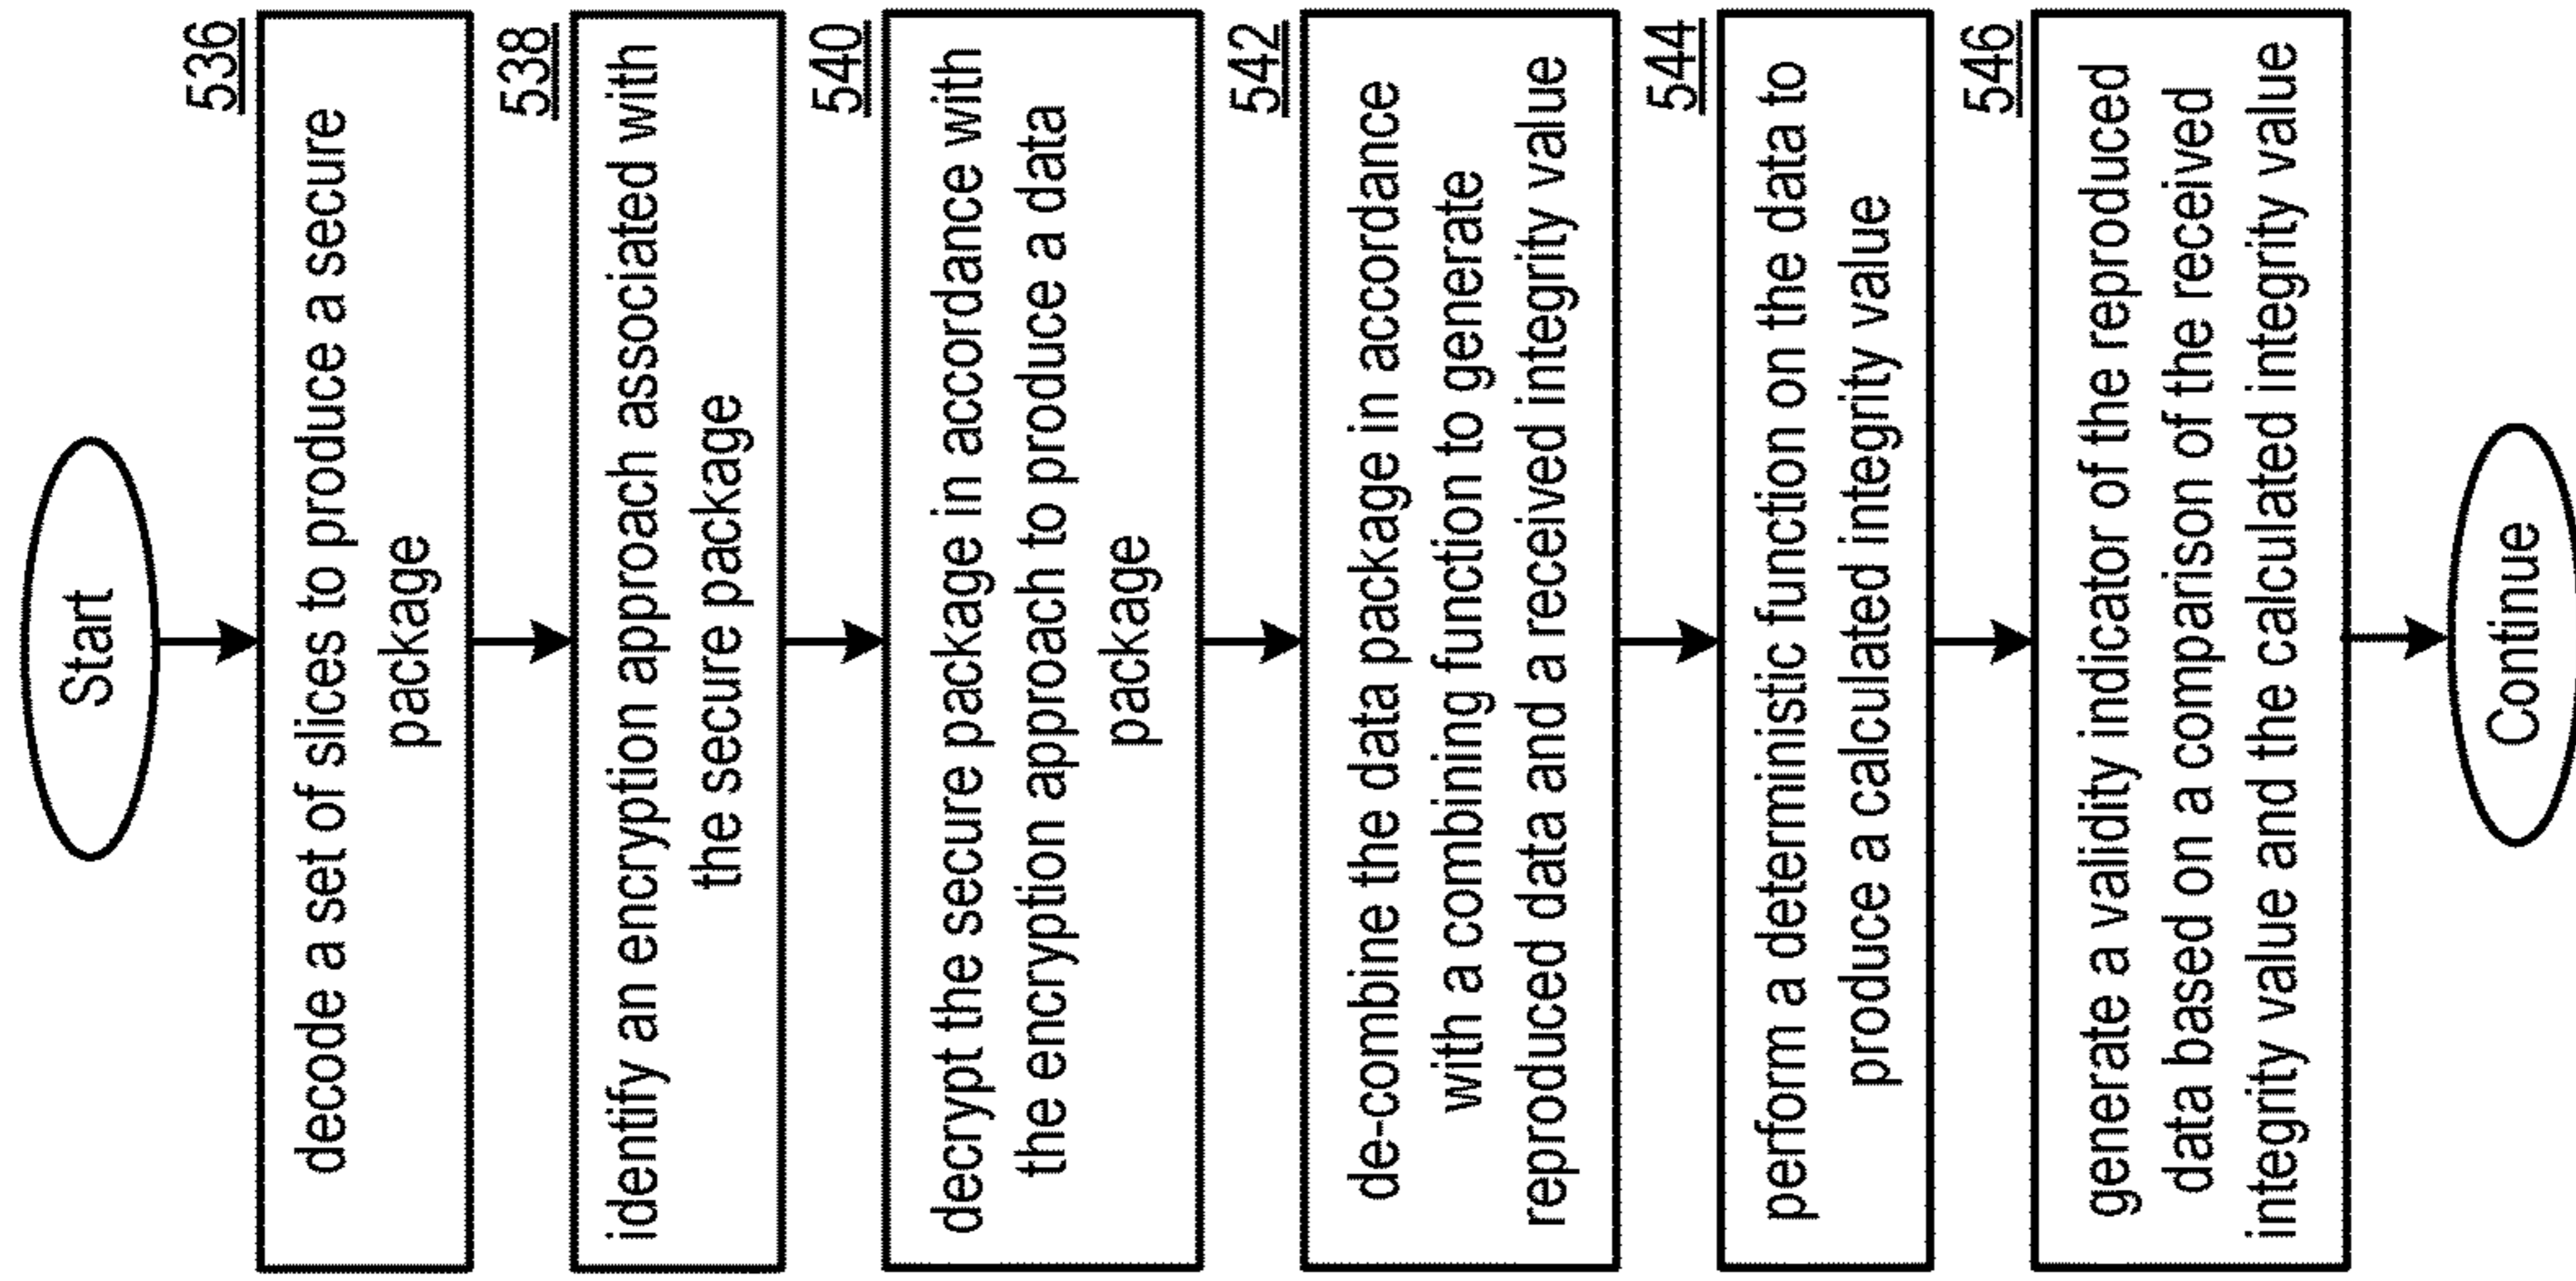 Start
536
decode a set of slices to produce a secure
package
538
identify an encryption approach associated with
the secure package
540
decrypt the secure package in accordance with
the encryption approach to produce a data
package
542
de-combine the data package in accordance
with a combining function to generate
reproduced data and a received integrity value
544
perform a deterministic function on the data to
produce a calculated integrity value
546
generate a validity indicator of the reproduced
data based on a comparison of the received
integrity value and the calculated integrity value
Continue